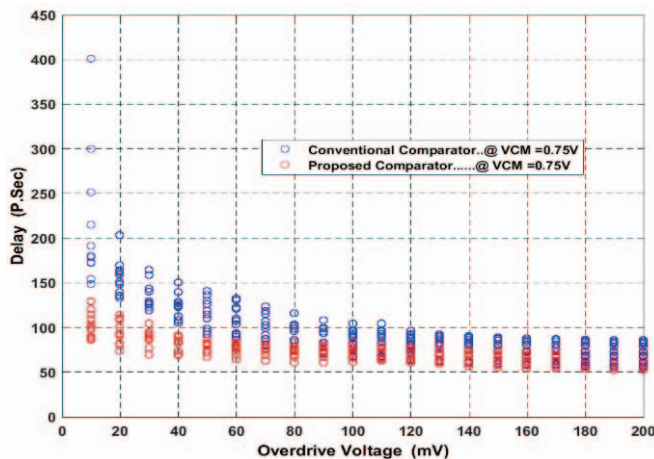 450
400
350
300
250
200
150
100
50
0
Delay (P.Sec)
Conventional Comparator..@ VCM =0.75V
Proposed Comparator......@ VCM =0.75V
0 20 40 60 80 100 120 140 160 180 200
Overdrive Voltage (mV)